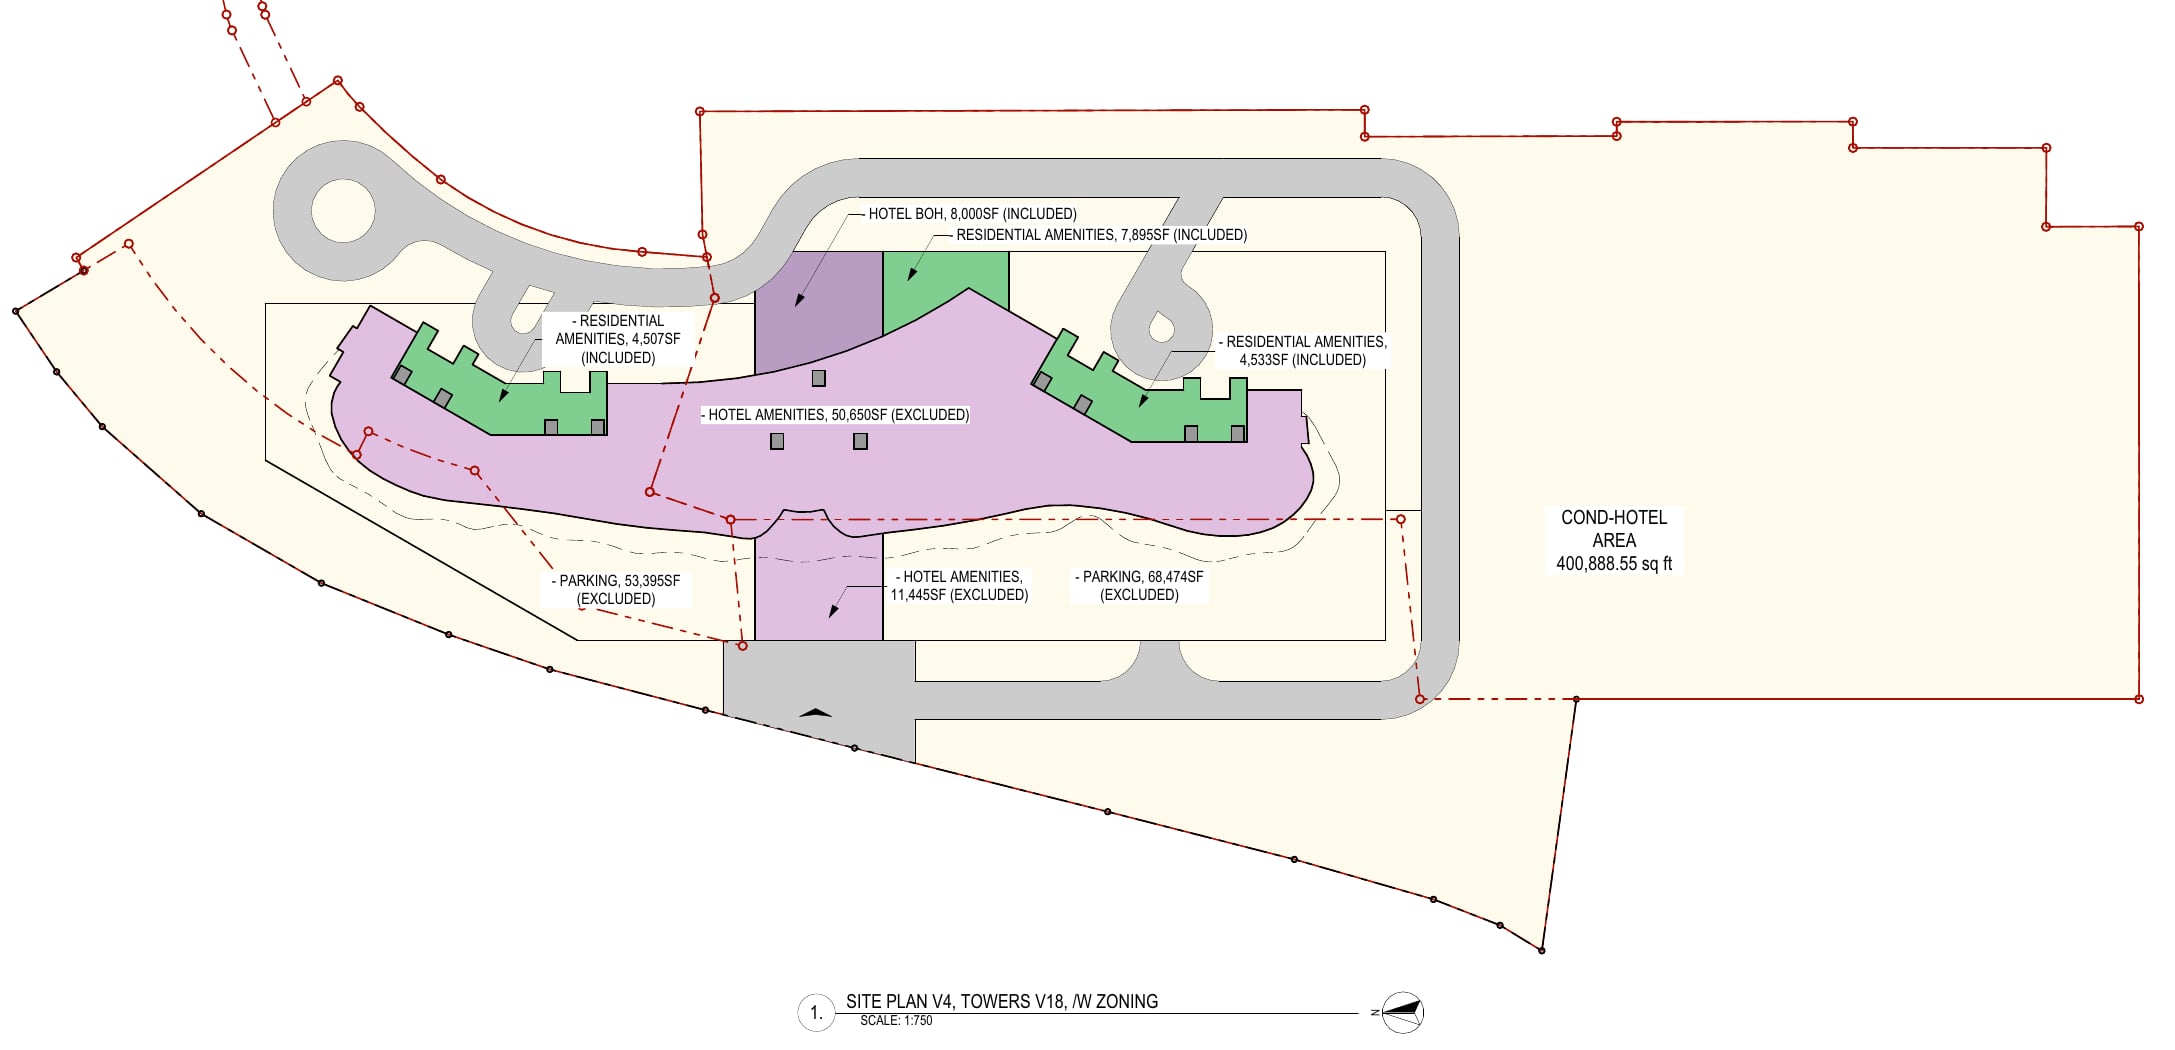 - HOTEL BOH, 8,000SF (INCLUDED)
- RESIDENTIAL AMENITIES, 7,895SF (INCLUDED)
- RESIDENTIAL
AMENITIES, 4,507SF
(INCLUDED)
- RESIDENTIAL AMENITIES,
4,533SF (INCLUDED)
- HOTEL AMENITIES, 50,650SF (EXCLUDED)
COND-HOTEL
AREA
400,888.55 sq ft
- PARKING, 53,395SF
(EXCLUDED)
- HOTEL AMENITIES,
11,445SF (EXCLUDED)
- PARKING, 68,474SF
(EXCLUDED)
1.
SITE PLAN V4, TOWERS V18, /W ZONING
SCALE: 1:750
N